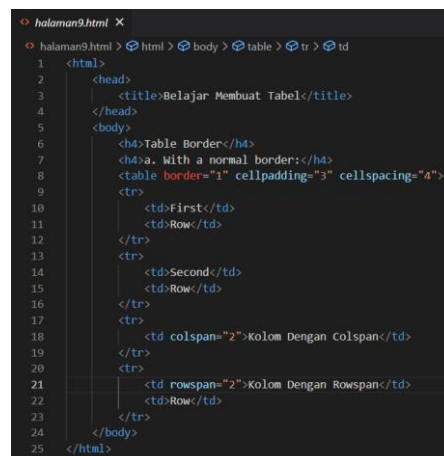 halaman9.html ×
halaman9.html > html > body > table > tr > td
1 <html>
2 <head>
3 <title>Belajar Membuat Tabel</title>
4 </head>
5 <body>
6 <h4>Table Border</h4>
7 <h4>a. With a normal border:</h4>
8 <table border="1" cellpadding="3" cellspacing="4">
9 <tr>
10 <td>First</td>
11 <td>Row</td>
12 </tr>
13 <tr>
14 <td>Second</td>
15 <td>Row</td>
16 </tr>
17 <tr>
18 <td colspan="2">Kolom Dengan Colspan</td>
19 </tr>
20 <tr>
21 <td rowspan="2">Kolom Dengan Rowspan</td>
22 <td>Row</td>
23 </tr>
24 </body>
25 </html>